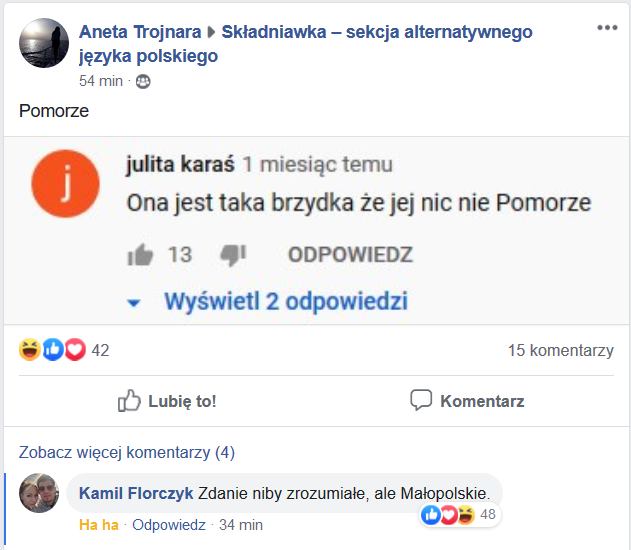 Aneta Trojnara ▸ Składniawka – sekcja alternatywnego
języka polskiego
54 min ·
Pomorze
j
julita karaś 1 miesiąc temu
Ona jest taka brzydka że jej nic nie Pomorze
13 ODPOWIEDZ
Wyświetl 2 odpowiedzi
42 15 komentarzy
Lubię to! Komentarz
Zobacz więcej komentarzy (4)
Kamil Florczyk Zdanie niby zrozumiałe, ale Małopolskie.
48
Ha ha · Odpowiedz · 34 min